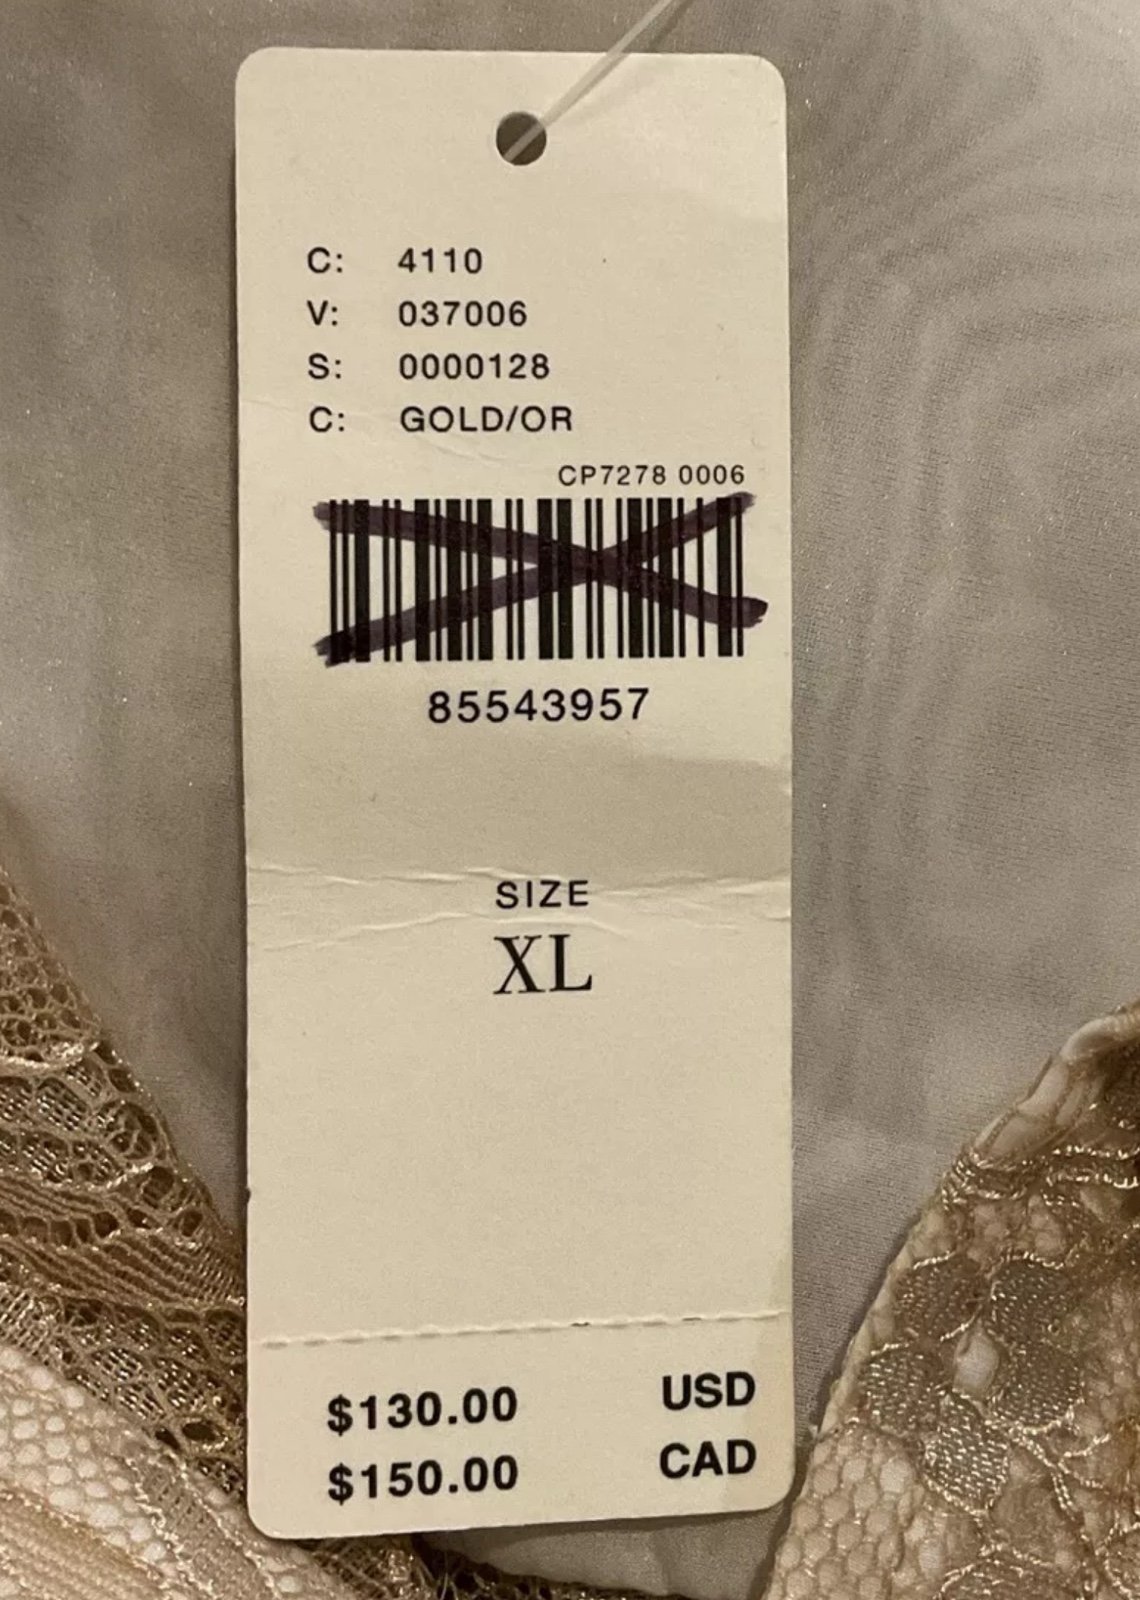 C: 4110
V: 037006
S: 0000128
C: GOLD/OR
CP7278 0006
85543957
SIZE
XL
$130.00 USD
$150.00 CAD